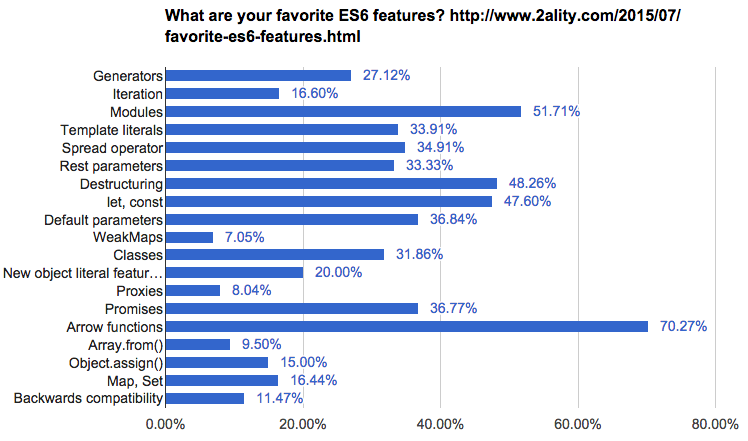 What are your favorite ES6 features? http://www.2ality.com/2015/07/
favorite-es6-features.html
Generators 27.12%
Iteration 16.60%
Modules 51.71%
Template literals 33.91%
Spread operator 34.91%
Rest parameters 33.33%
Destructuring 48.26%
let, const 47.60%
Default parameters 36.84%
WeakMaps 7.05%
Classes 31.86%
New object literal featur… 20.00%
Proxies 8.04%
Promises 36.77%
Arrow functions 70.27%
Array.from() 9.50%
Object.assign() 15.00%
Map, Set 16.44%
Backwards compatibility 11.47%
0.00% 20.00% 40.00% 60.00% 80.00%